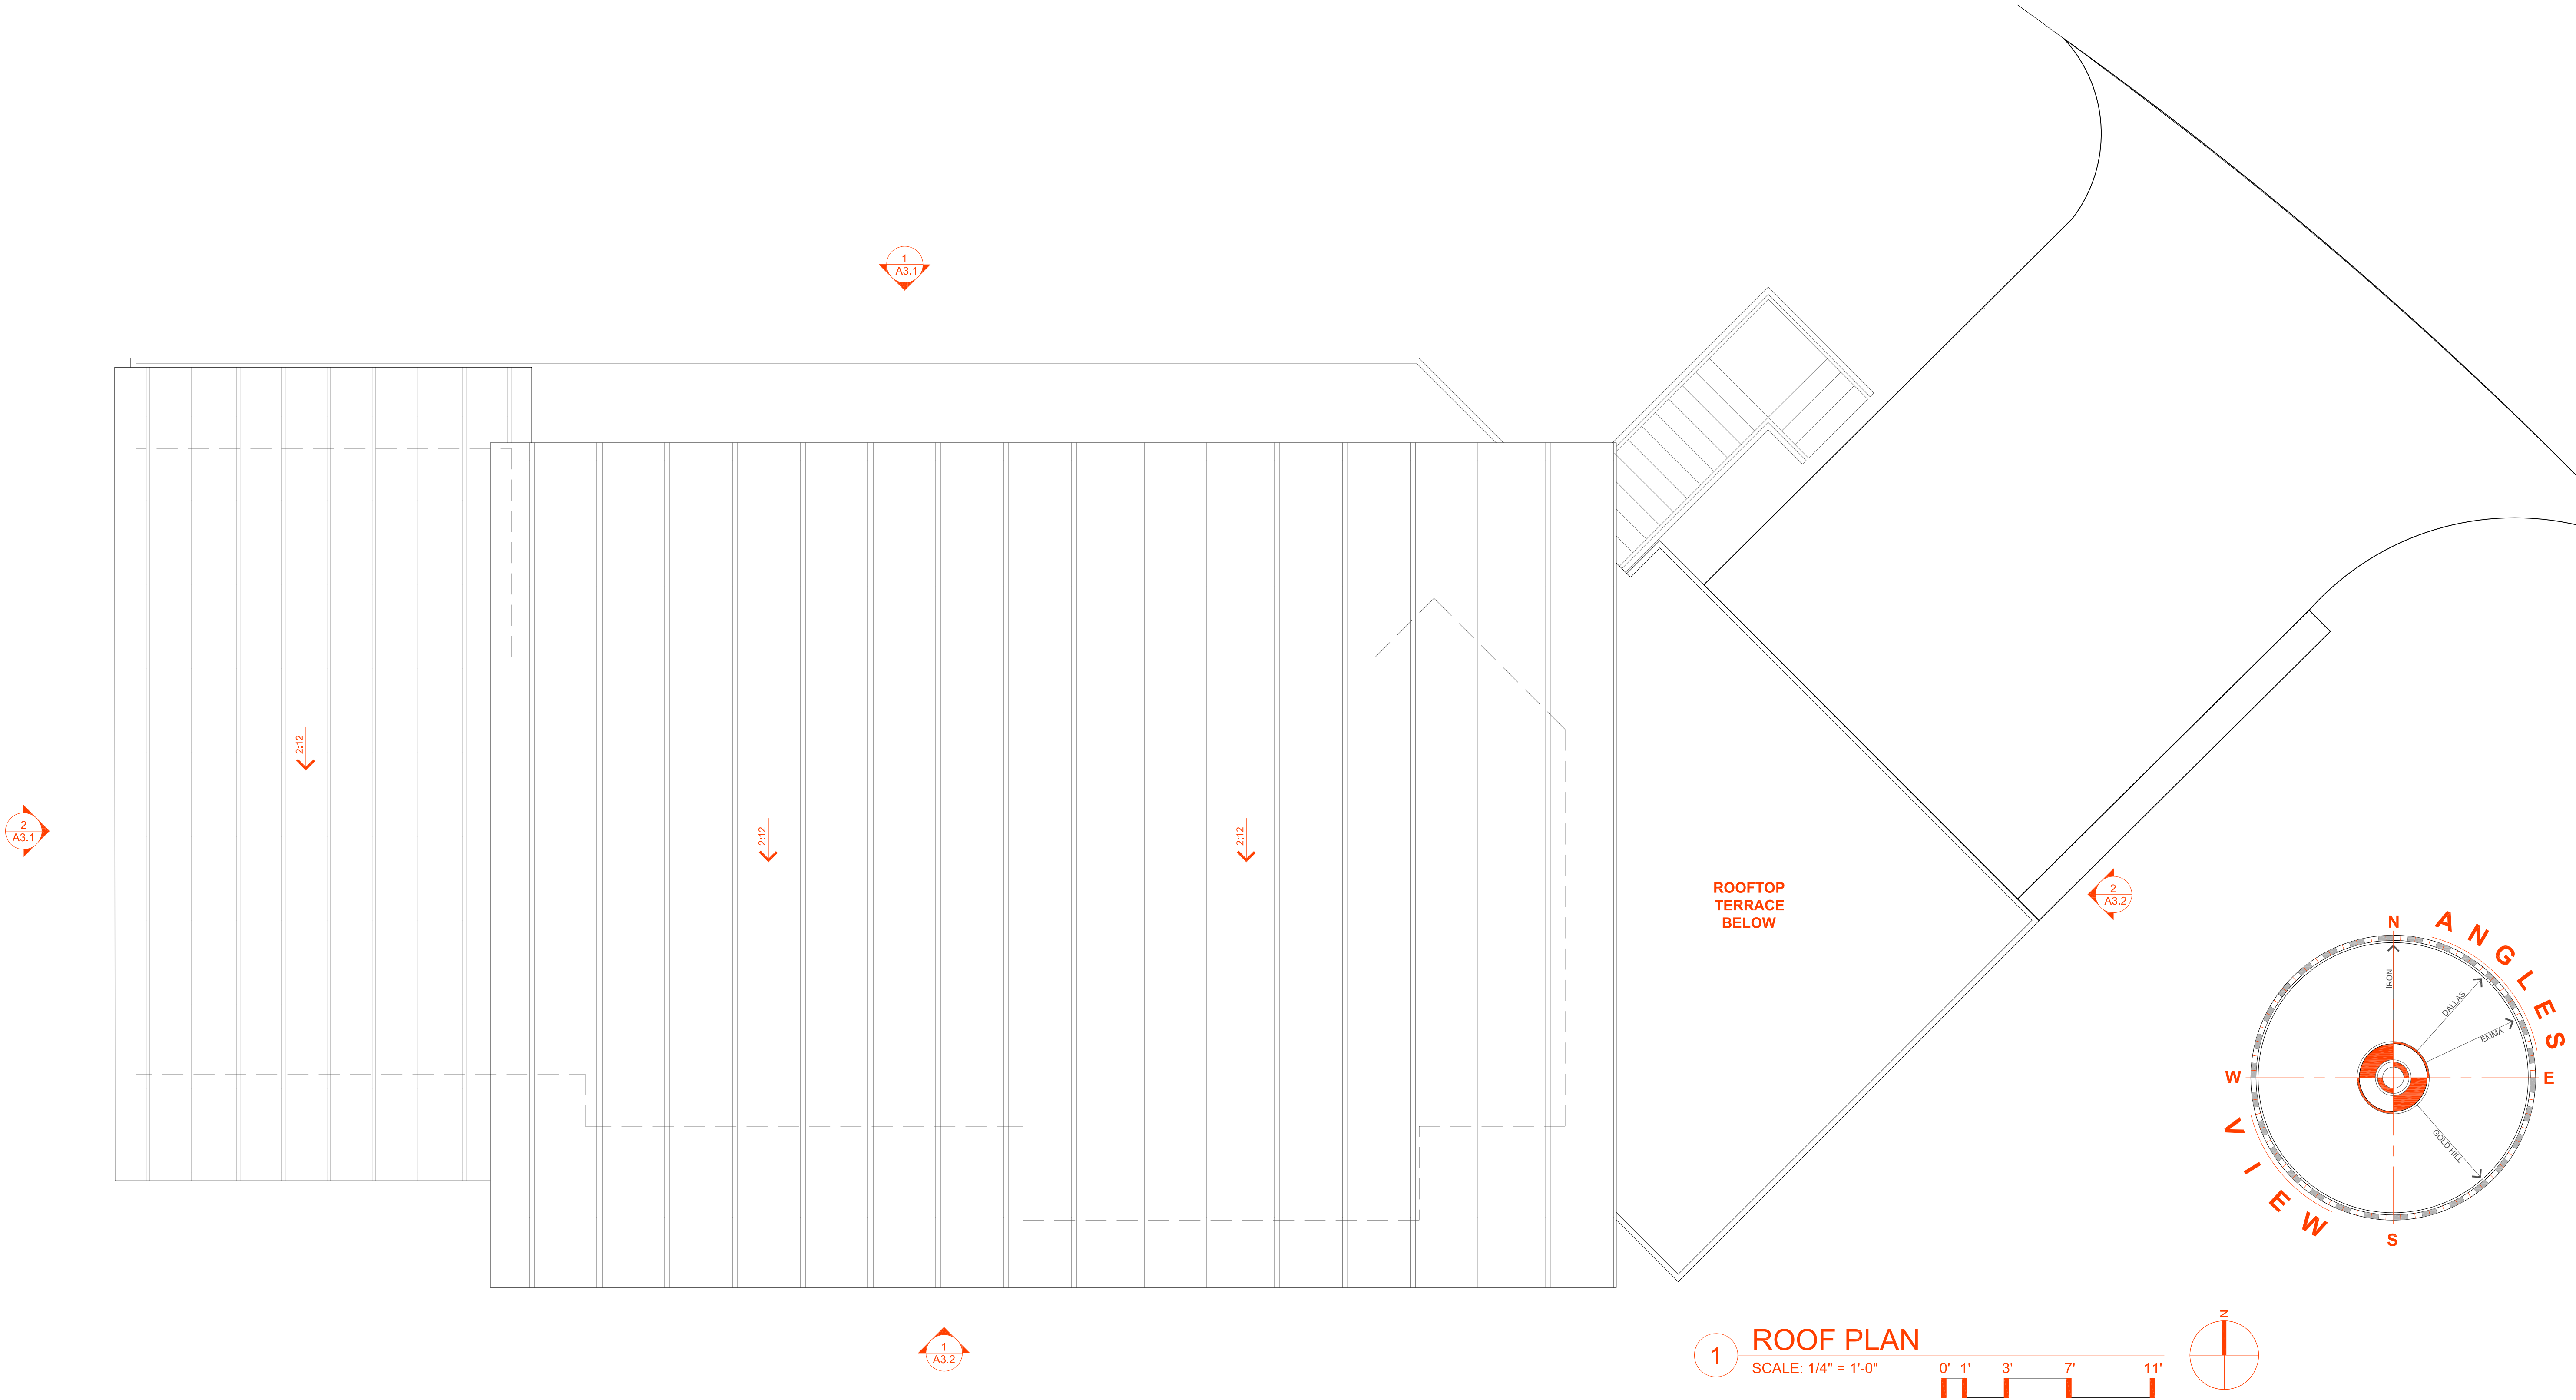 1
A3.1
2:12
2
A3.1
2:12
2:12
ROOFTOP
TERRACE
BELOW
2
A3.2
ANGLES
N
IRON
DALLAS
EMMA
W
E
GOLD HILL
VIEW
S
1
A3.2
1
ROOF PLAN
SCALE: 1/4" = 1'-0"
0' 1' 3' 7' 11'
N